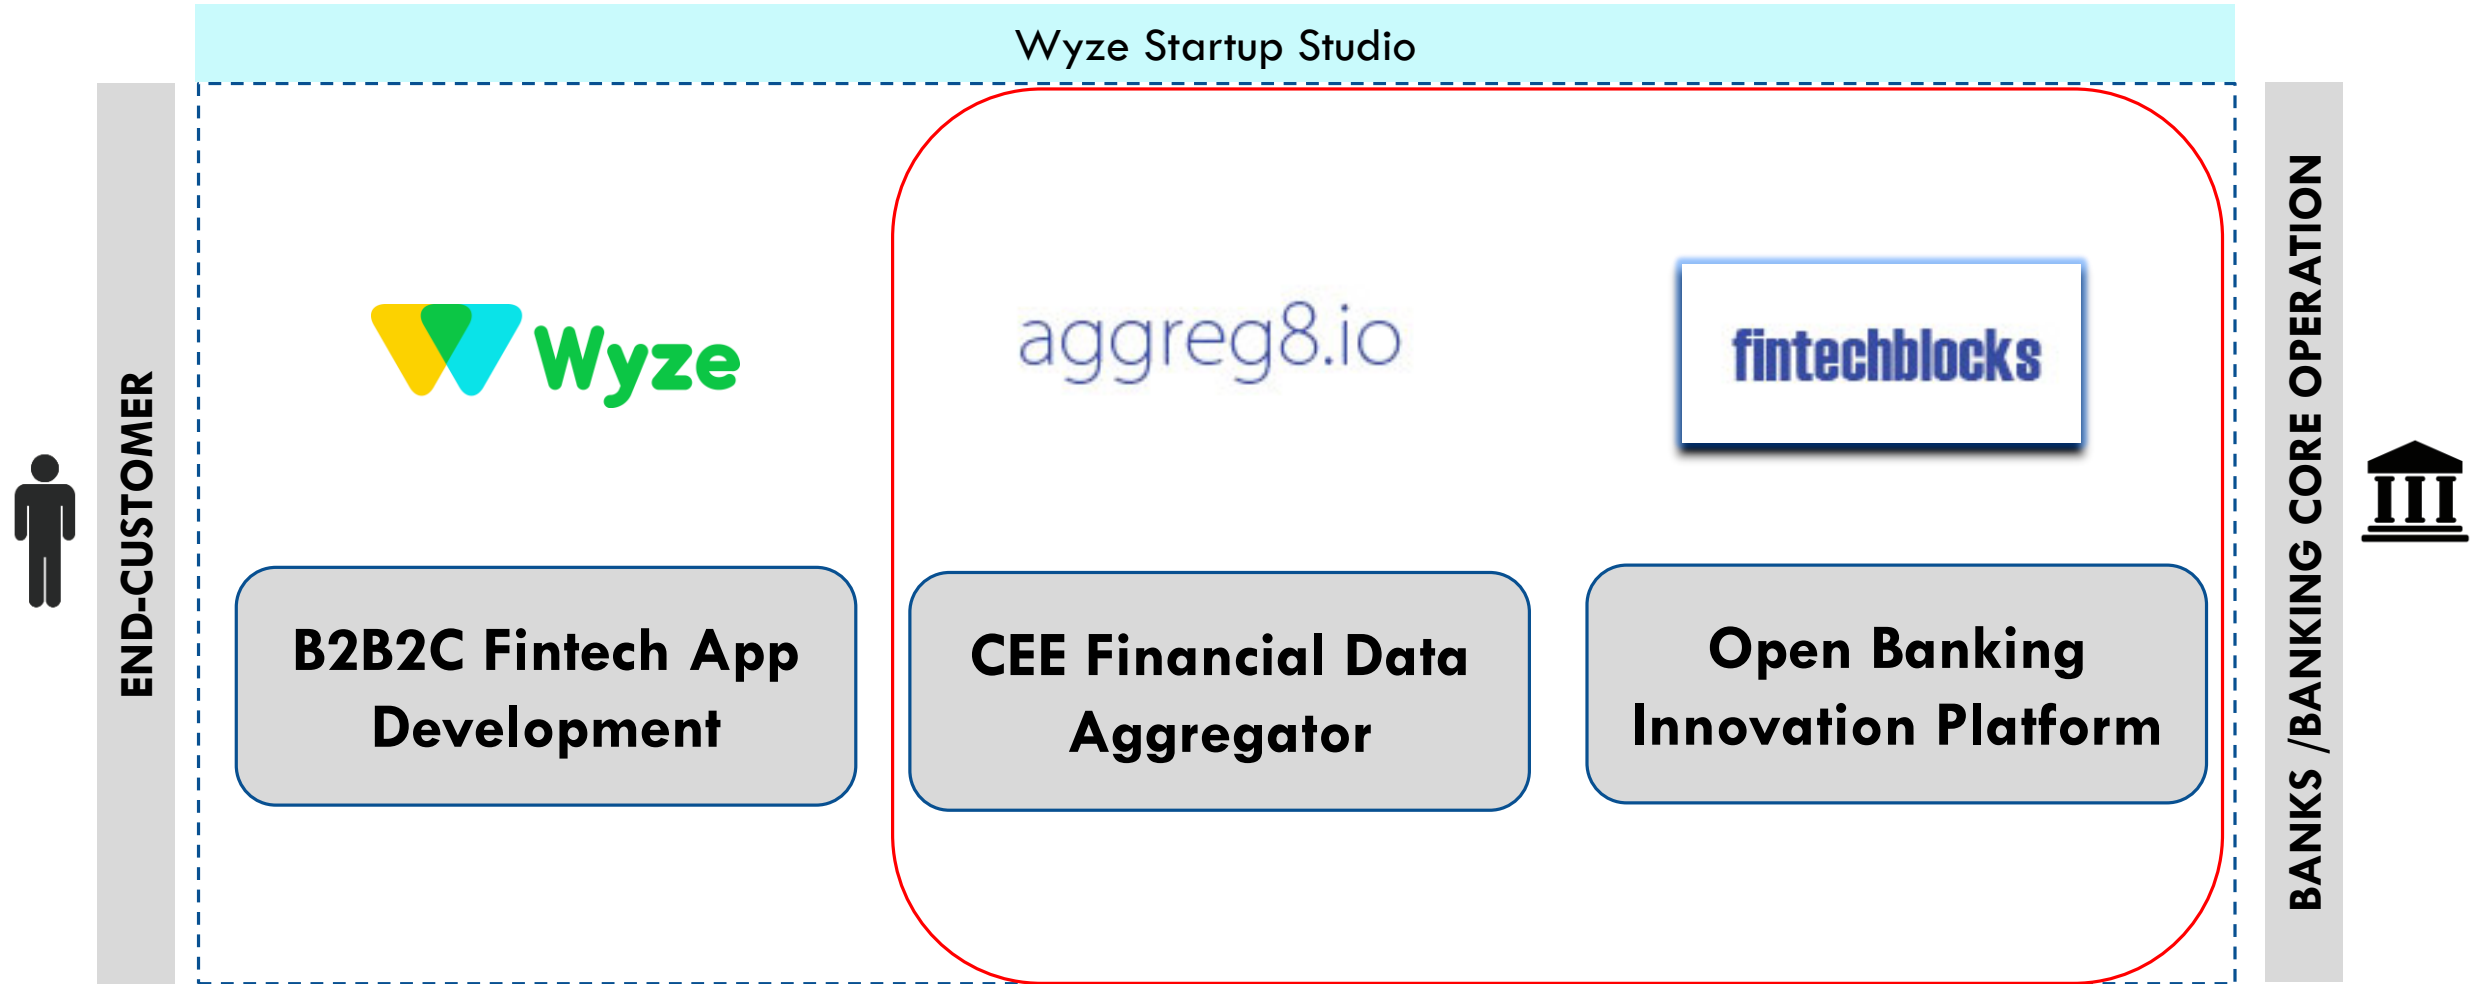 Wyze Startup Studio
END-CUSTOMER
Wyze
aggreg8.io
fintechblocks
B2B2C Fintech App
Development
CEE Financial Data
Aggregator
Open Banking
Innovation Platform
BANKS /BANKING CORE OPERATION